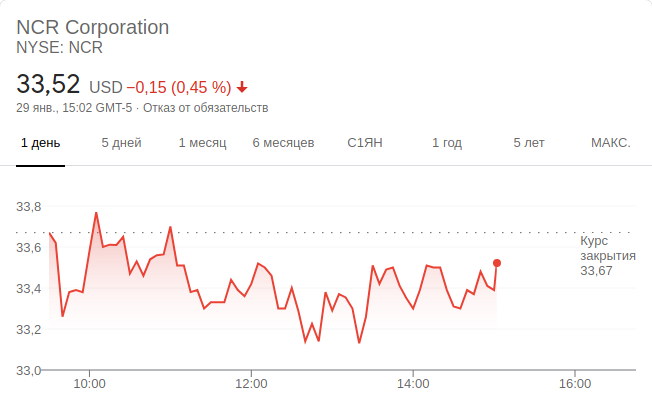 NCR Corporation
NYSE: NCR
33,52 USD −0,15 (0,45 %)
29 янв., 15:02 GMT-5 · Отказ от обязательств
1 день 5 дней 1 месяц 6 месяцев С1ЯН 1 год 5 лет МАКС.
33,8
33,6
33,4
33,2
33,0
Курс
закрытия
33,67
10:00 12:00 14:00 16:00